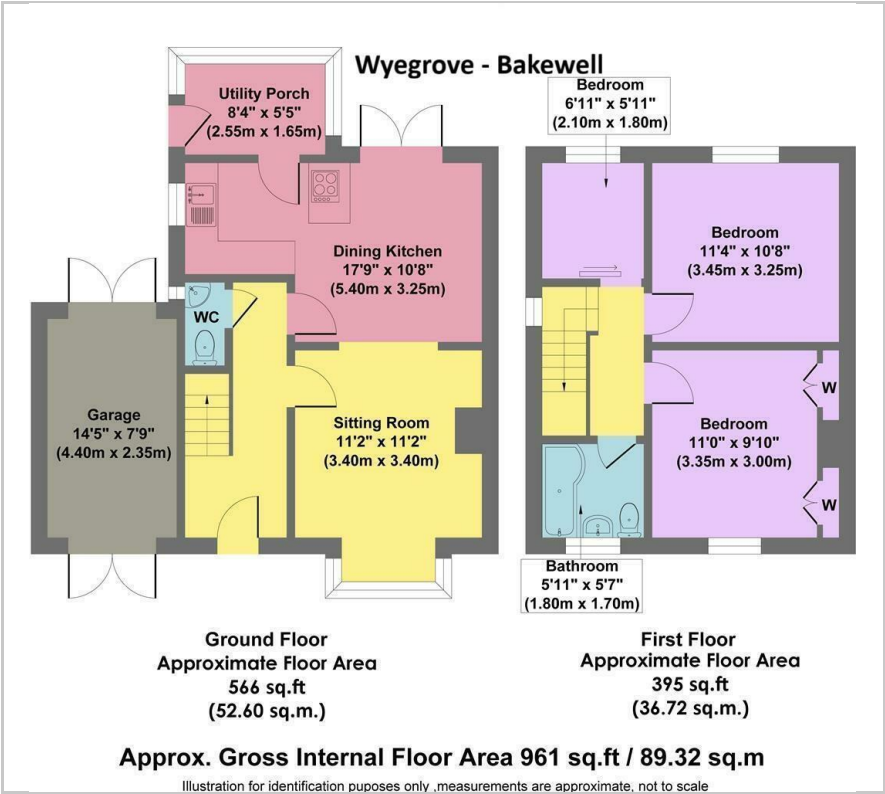 Wyegrove - Bakewell
Utility Porch
8'4" x 5'5"
(2.55m x 1.65m)
Dining Kitchen
17'9" x 10'8"
(5.40m x 3.25m)
WC
Garage
14'5" x 7'9"
(4.40m x 2.35m)
Sitting Room
11'2" x 11'2"
(3.40m x 3.40m)
Bedroom
6'11" x 5'11"
(2.10m x 1.80m)
Bedroom
11'4" x 10'8"
(3.45m x 3.25m)
Bedroom
11'0" x 9'10"
(3.35m x 3.00m)
W
W
Bathroom
5'11" x 5'7"
(1.80m x 1.70m)
Ground Floor
Approximate Floor Area
566 sq.ft
(52.60 sq.m.)
First Floor
Approximate Floor Area
395 sq.ft
(36.72 sq.m.)
Approx. Gross Internal Floor Area 961 sq.ft / 89.32 sq.m
Illustration for identification puposes only ,measurements are approximate, not to scale